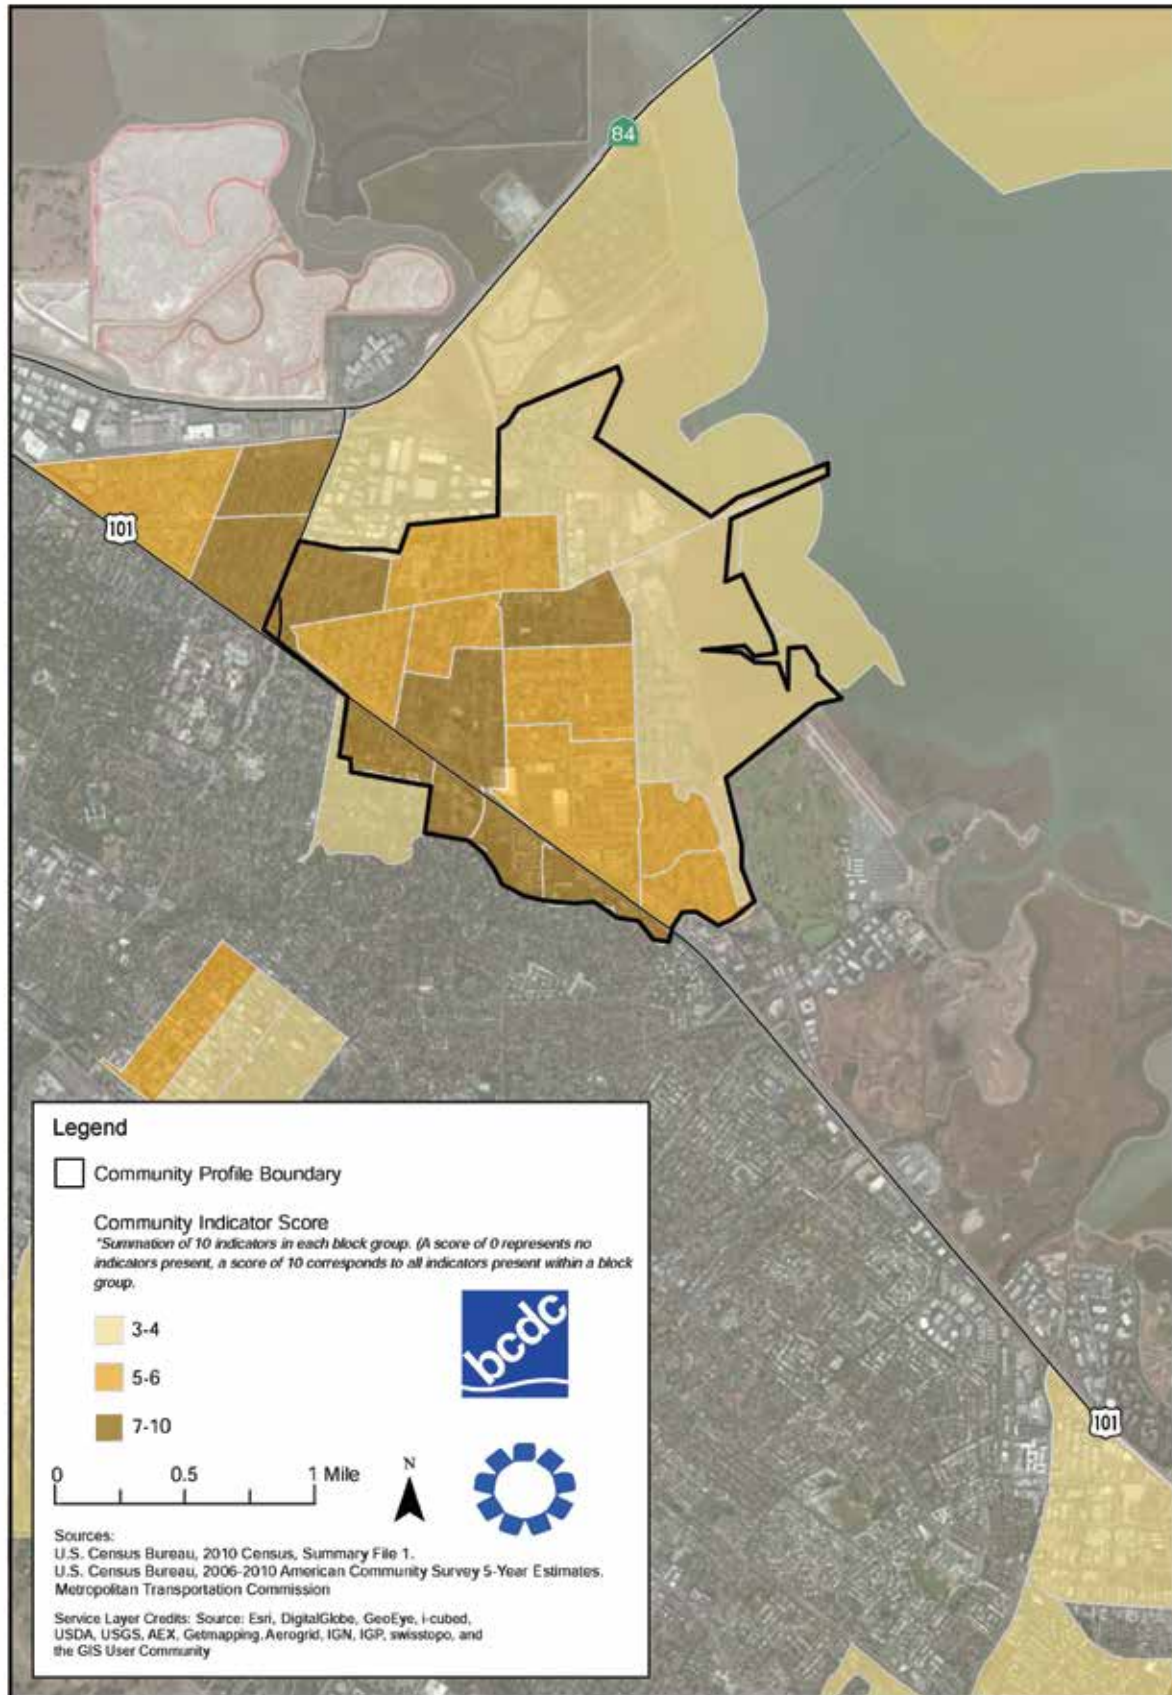 84
101
101
Legend
Community Profile Boundary
Community Indicator Score
*Summation of 10 indicators in each block group. (A score of 0 represents no
indicators present, a score of 10 corresponds to all indicators present within a block
group.
3-4
5-6
7-10
bcdc
0 0.5 1 Mile
N
Sources:
U.S. Census Bureau, 2010 Census, Summary File 1.
U.S. Census Bureau, 2006-2010 American Community Survey 5-Year Estimates.
Metropolitan Transportation Commission
Service Layer Credits: Source: Esri, DigitalGlobe, GeoEye, i-cubed,
USDA, USGS, AEX, Getmapping, Aerogrid, IGN, IGP, swisstopo, and
the GIS User Community